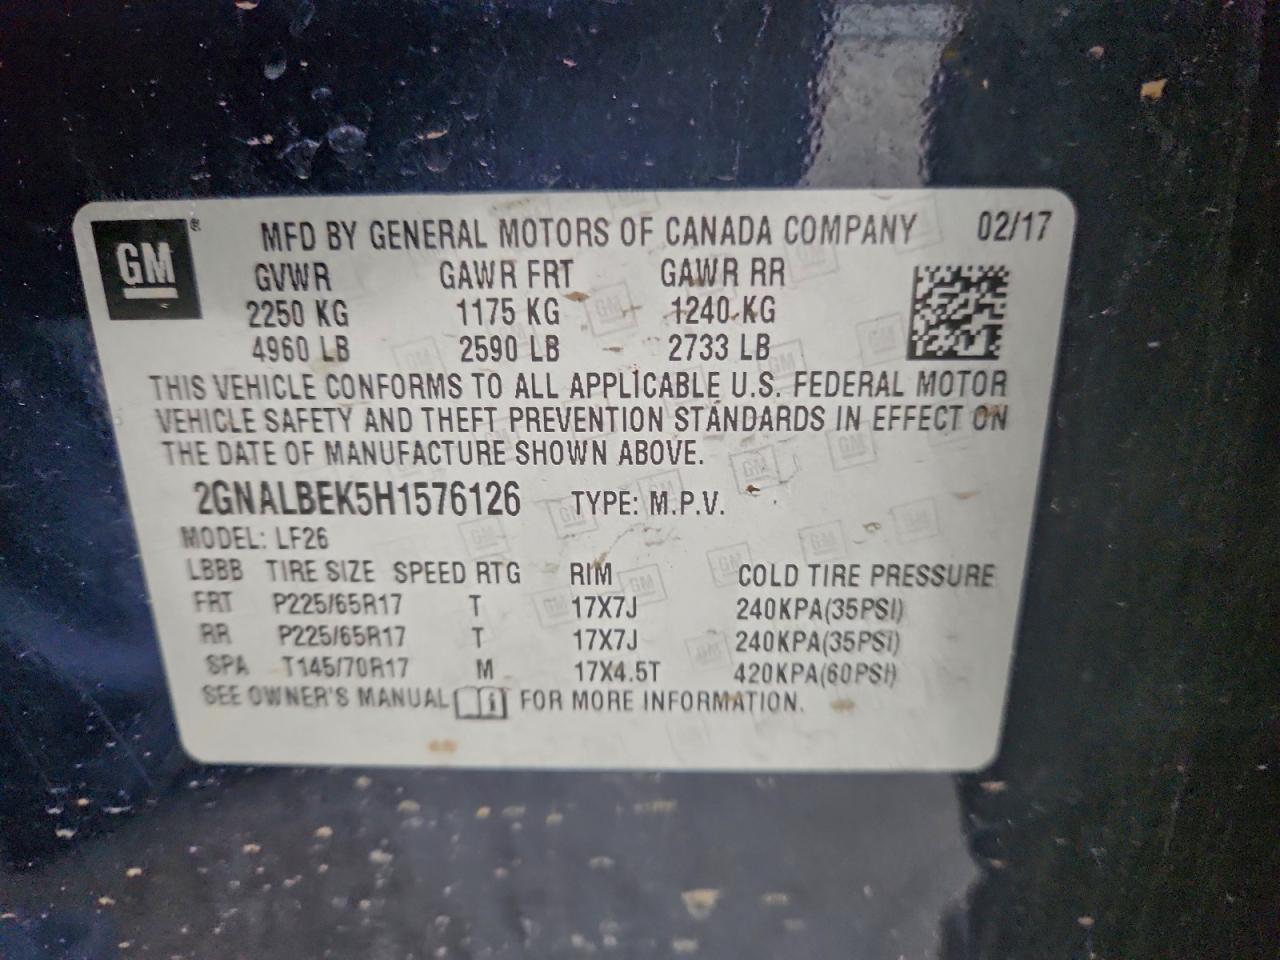 GM ® MFD BY GENERAL MOTORS OF CANADA COMPANY 02/17
GVWR GAWR FRT GAWR RR
2250 KG 1175 KG 1240 KG
4960 LB 2590 LB 2733 LB
THIS VEHICLE CONFORMS TO ALL APPLICABLE U.S. FEDERAL MOTOR
VEHICLE SAFETY AND THEFT PREVENTION STANDARDS IN EFFECT ON
THE DATE OF MANUFACTURE SHOWN ABOVE.
2GNALBEK5H1576126 TYPE: M.P.V.
MODEL: LF26
LBBB TIRE SIZE SPEED RTG RIM COLD TIRE PRESSURE
FRT P225/65R17 T 17X7J 240KPA(35PSI)
RR P225/65R17 T 17X7J 240KPA(35PSI)
SPA T145/70R17 M 17X4.5T 420KPA(60PSI)
SEE OWNER'S MANUAL i FOR MORE INFORMATION.